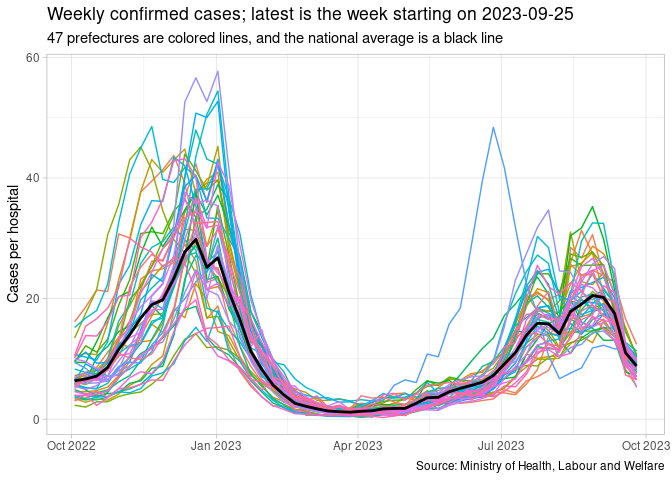 Weekly confirmed cases; latest is the week starting on 2023-09-25
47 prefectures are colored lines, and the national average is a black line
Cases per hospital
60
40
20
0
Oct 2022
Jan 2023
Apr 2023
Jul 2023
Oct 2023
Source: Ministry of Health, Labour and Welfare